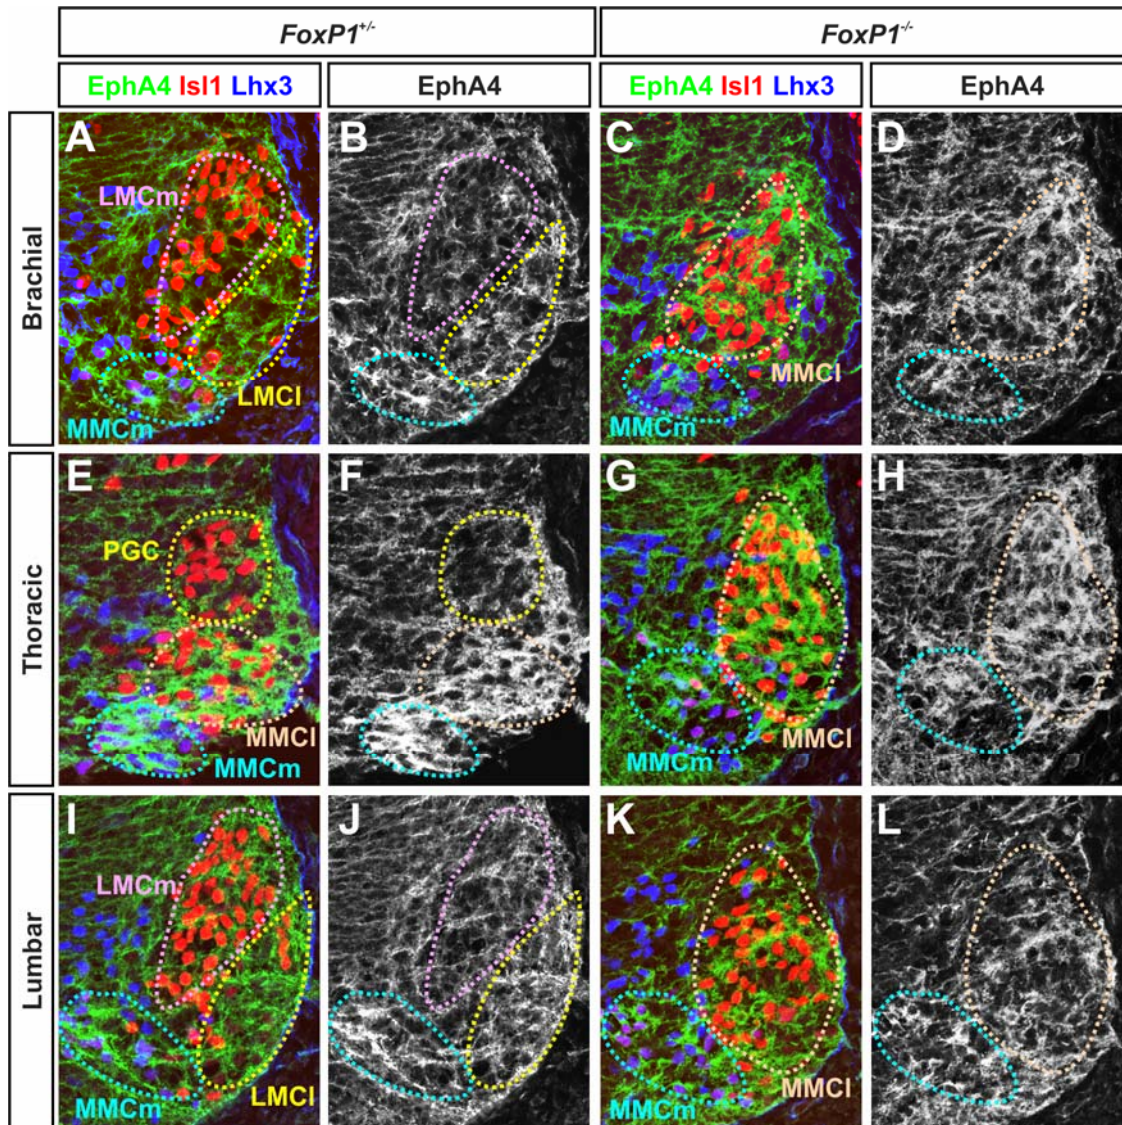 FoxP1+/-
FoxP1-/-
EphA4 Isl1 Lhx3
EphA4
EphA4 Isl1 Lhx3
EphA4
Brachial
A
LMCm
LMCl
MMCm
B
C
MMCl
MMCm
D
Thoracic
E
PGC
MMCl
MMCm
F
G
MMCl
MMCm
H
Lumbar
I
LMCm
LMCl
MMCm
J
K
MMCl
MMCm
L